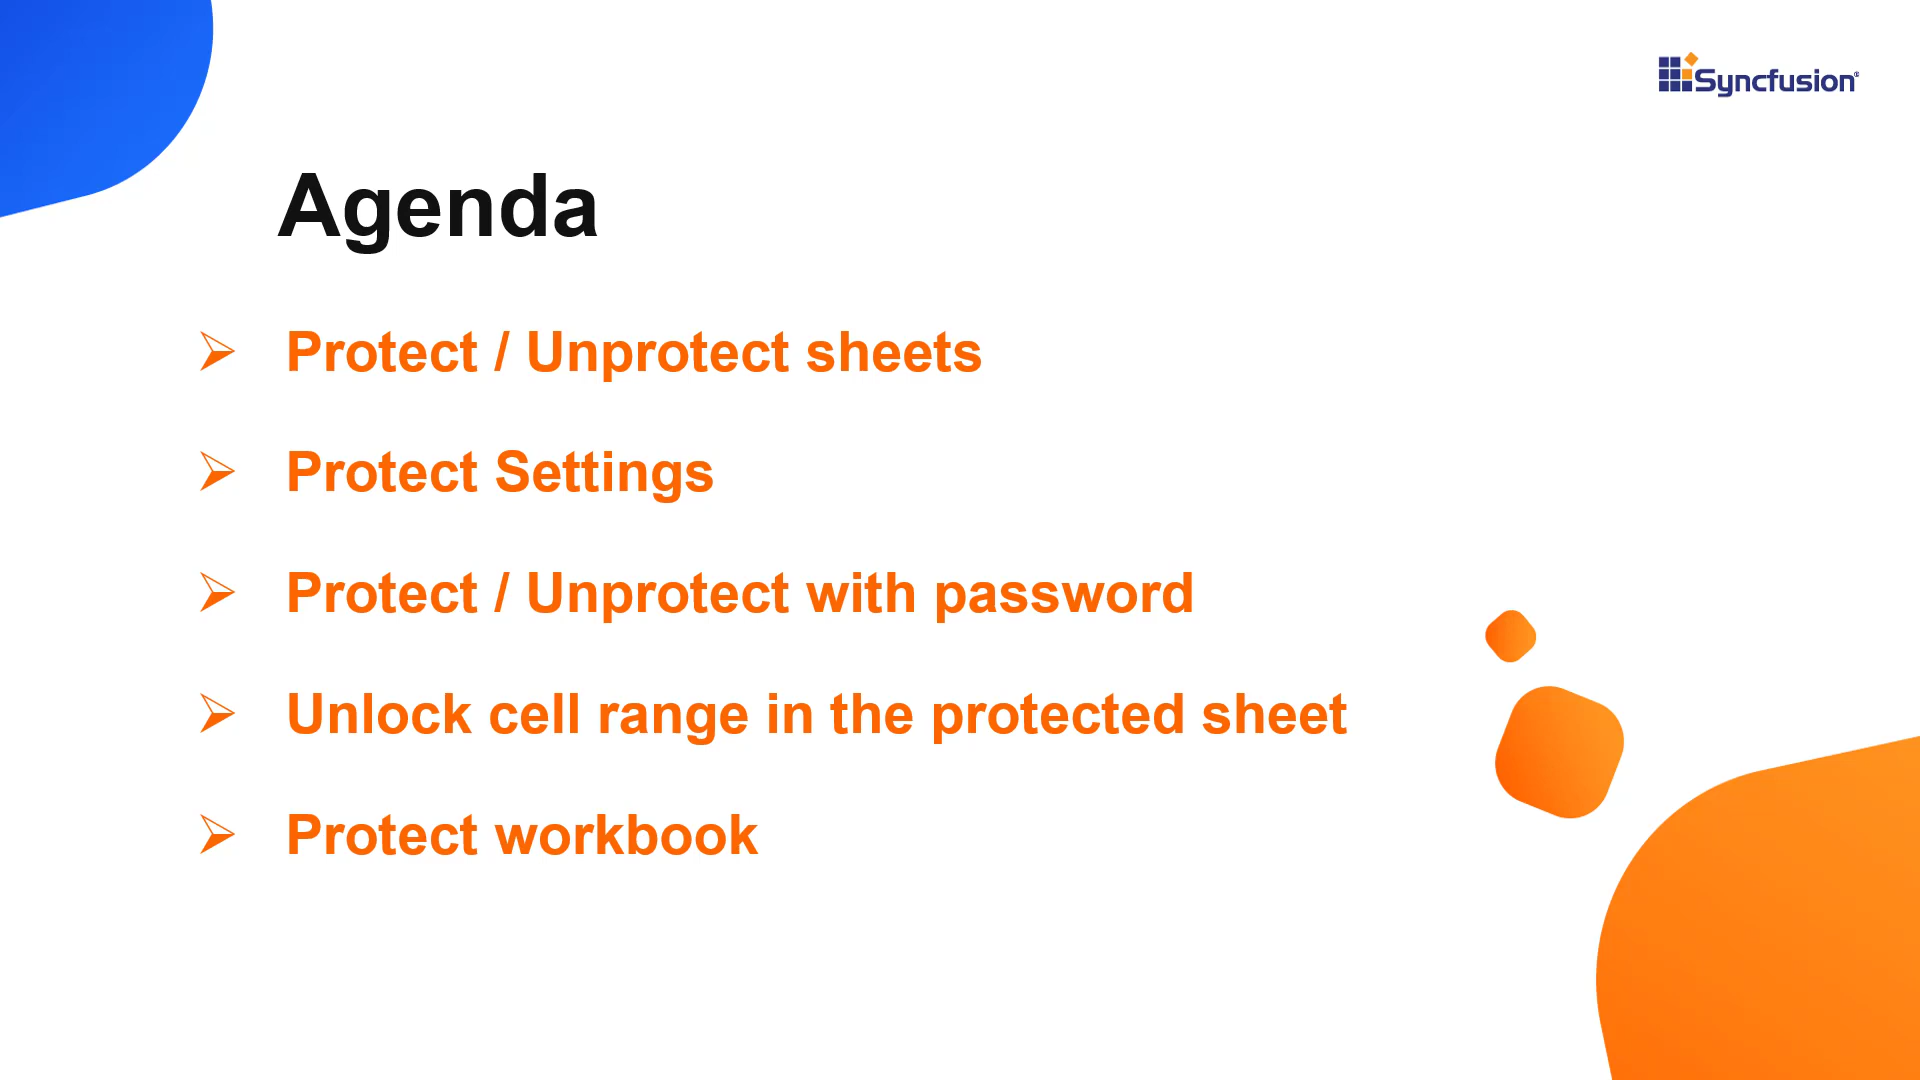 Syncfusion®
Agenda
➢ Protect / Unprotect sheets
➢ Protect Settings
➢ Protect / Unprotect with password
➢ Unlock cell range in the protected sheet
➢ Protect workbook